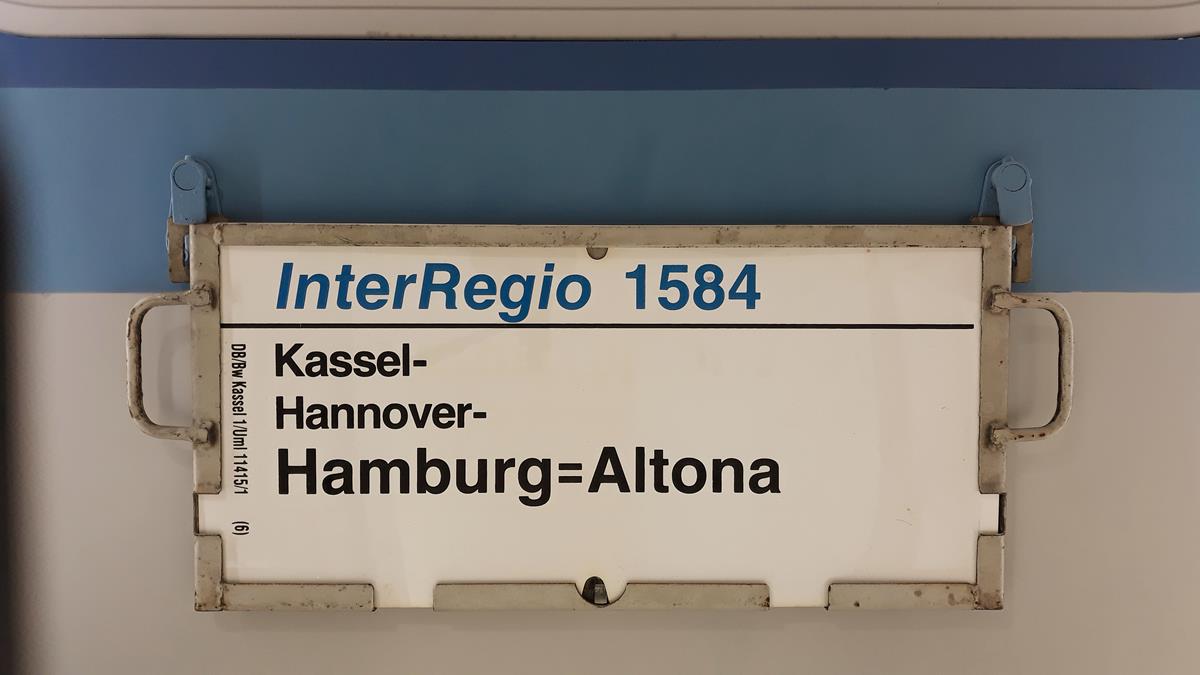 InterRegio 1584
Kassel-
Hannover-
Hamburg=Altona
DB/Bw Kassel 1/Uml 11415/1 (6)